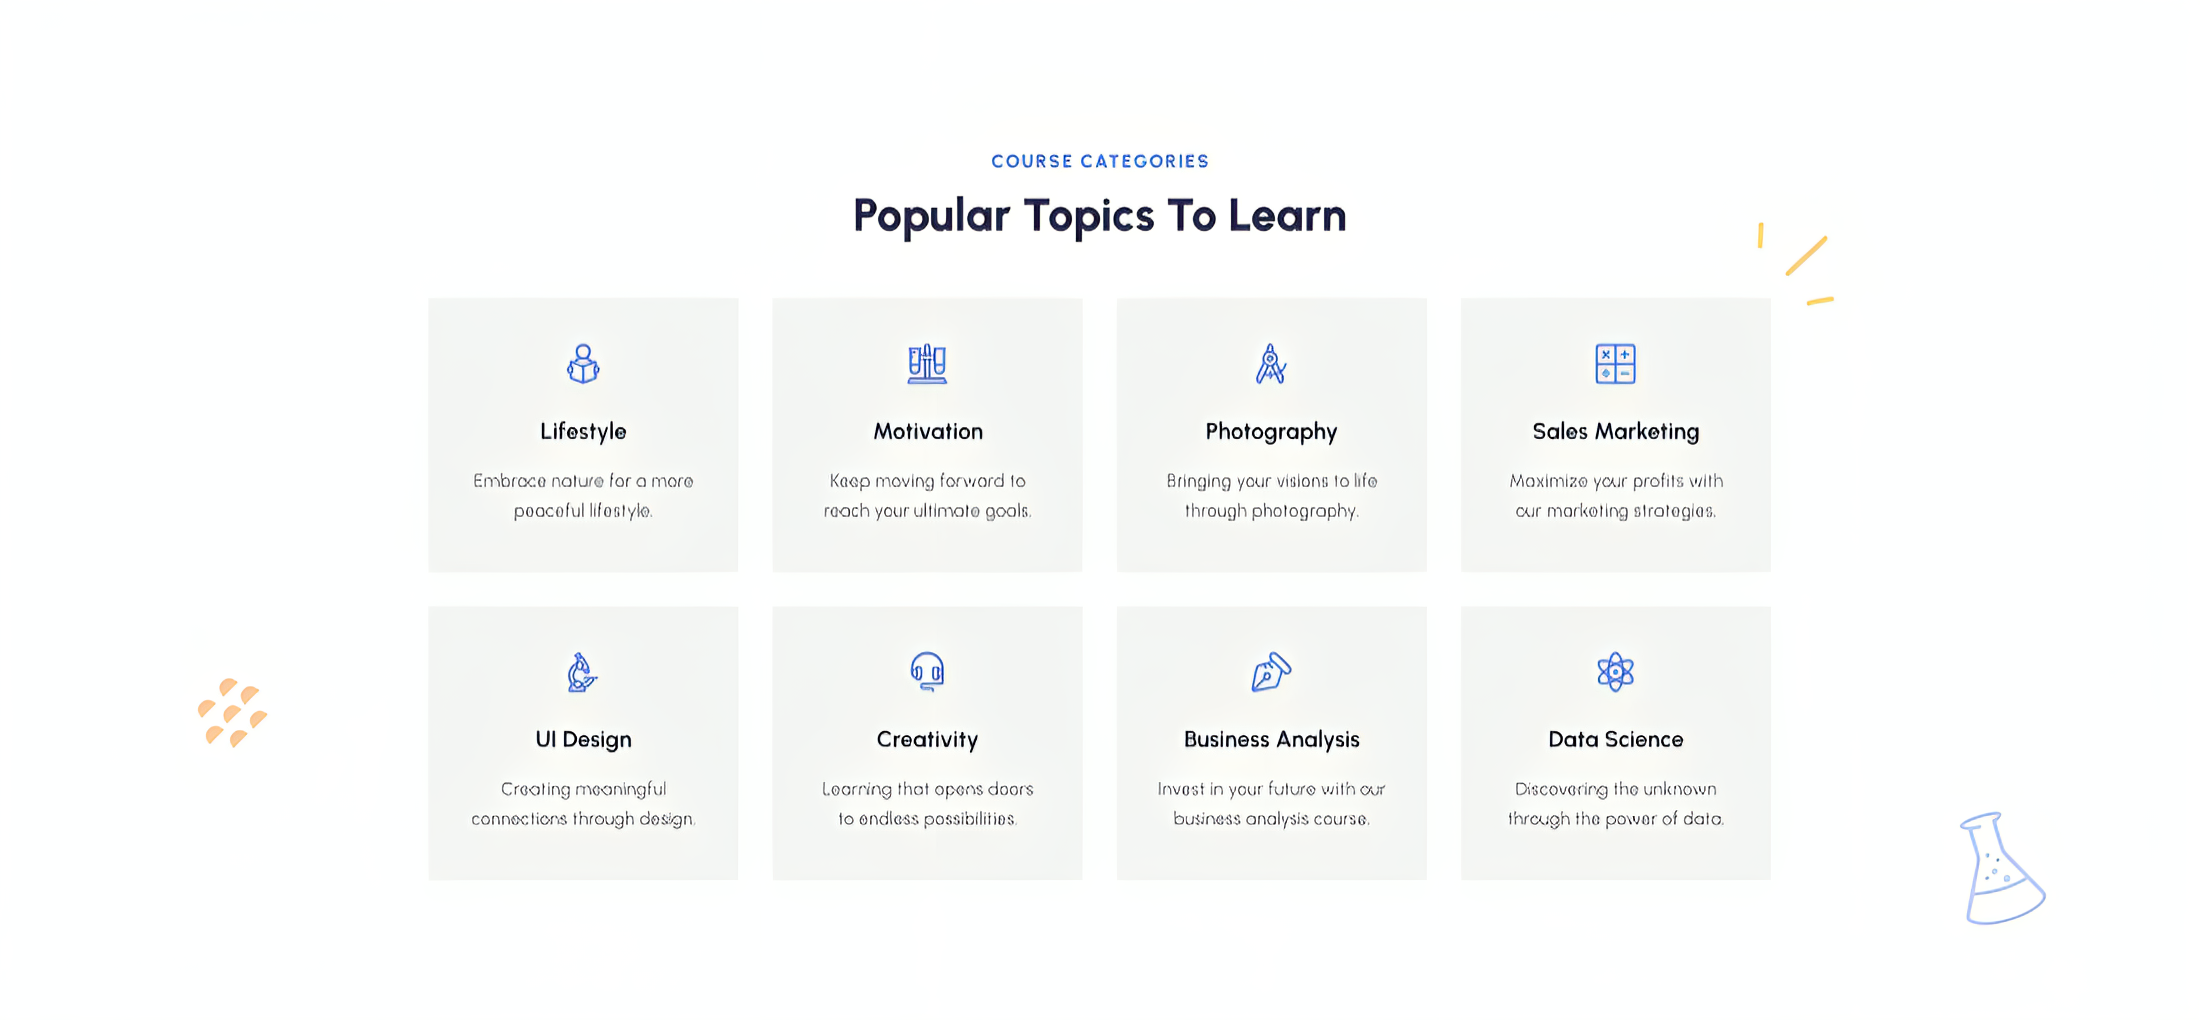 COURSE CATEGORIES
Popular Topics To Learn
Lifestyle
Embrace nature for a more
peaceful lifestyle.
Motivation
Keep moving forward to
reach your ultimate goals.
Photography
Bringing your visions to life
through photography.
Sales Marketing
Maximize your profits with
our marketing strategies.
UI Design
Creating meaningful
connections through design.
Creativity
Learning that opens doors
to endless possibilities.
Business Analysis
Invest in your future with our
business analysis course.
Data Science
Discovering the unknown
through the power of data.